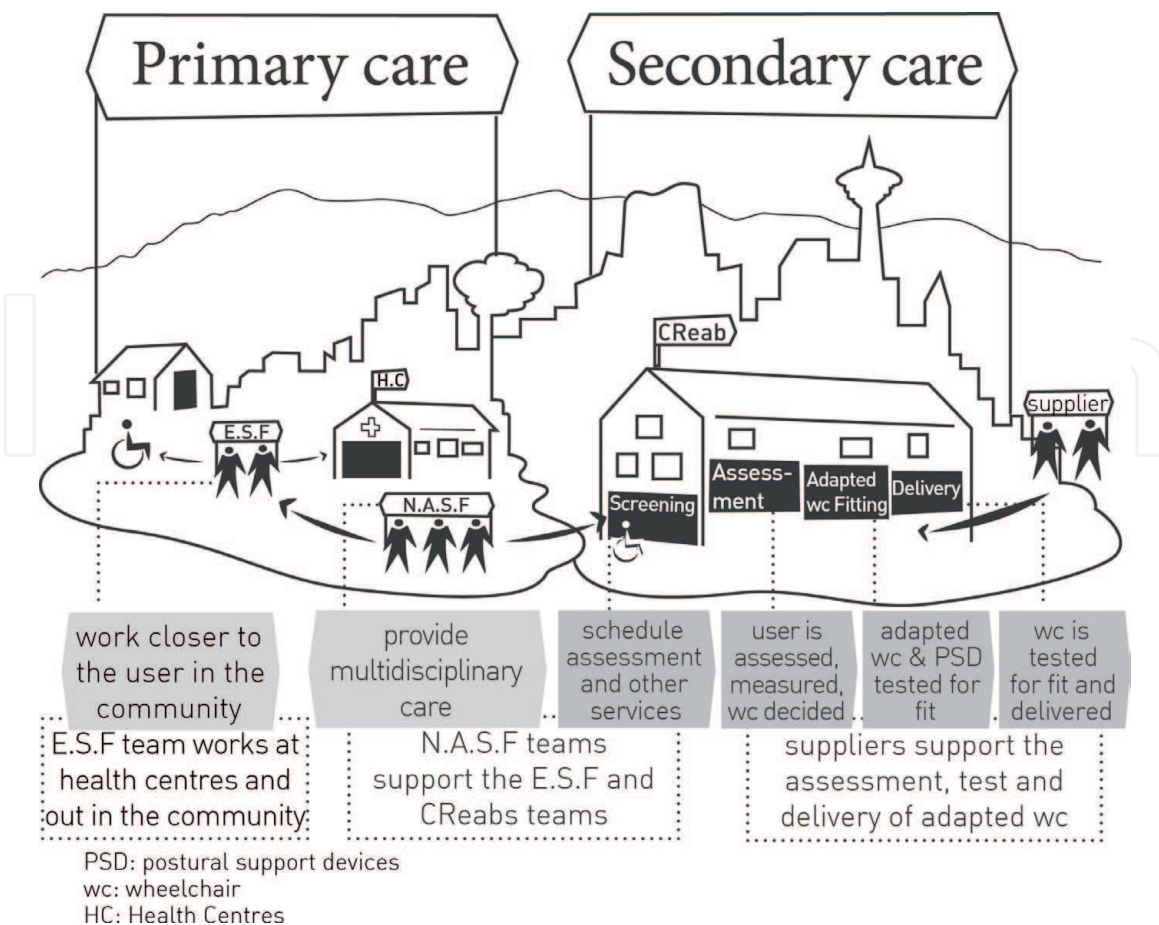 Primary care
Secondary care
CReab
H.C
supplier
E.S.F
Assess-
ment
Adapted
wc Fitting
Delivery
Screening
N.A.S.F
work closer to
the user in the
community
provide
multidisciplinary
care
schedule
assessment
and other
services
user is
assessed,
measured,
wc decided
adapted
wc & PSD
tested for
fit
wc is
tested
for fit and
delivered
E.S.F team works at
health centres and
out in the community
N.A.S.F teams
support the E.S.F and
CReabs teams
suppliers support the
assessment, test and
delivery of adapted wc
PSD: postural support devices
wc: wheelchair
HC: Health Centres